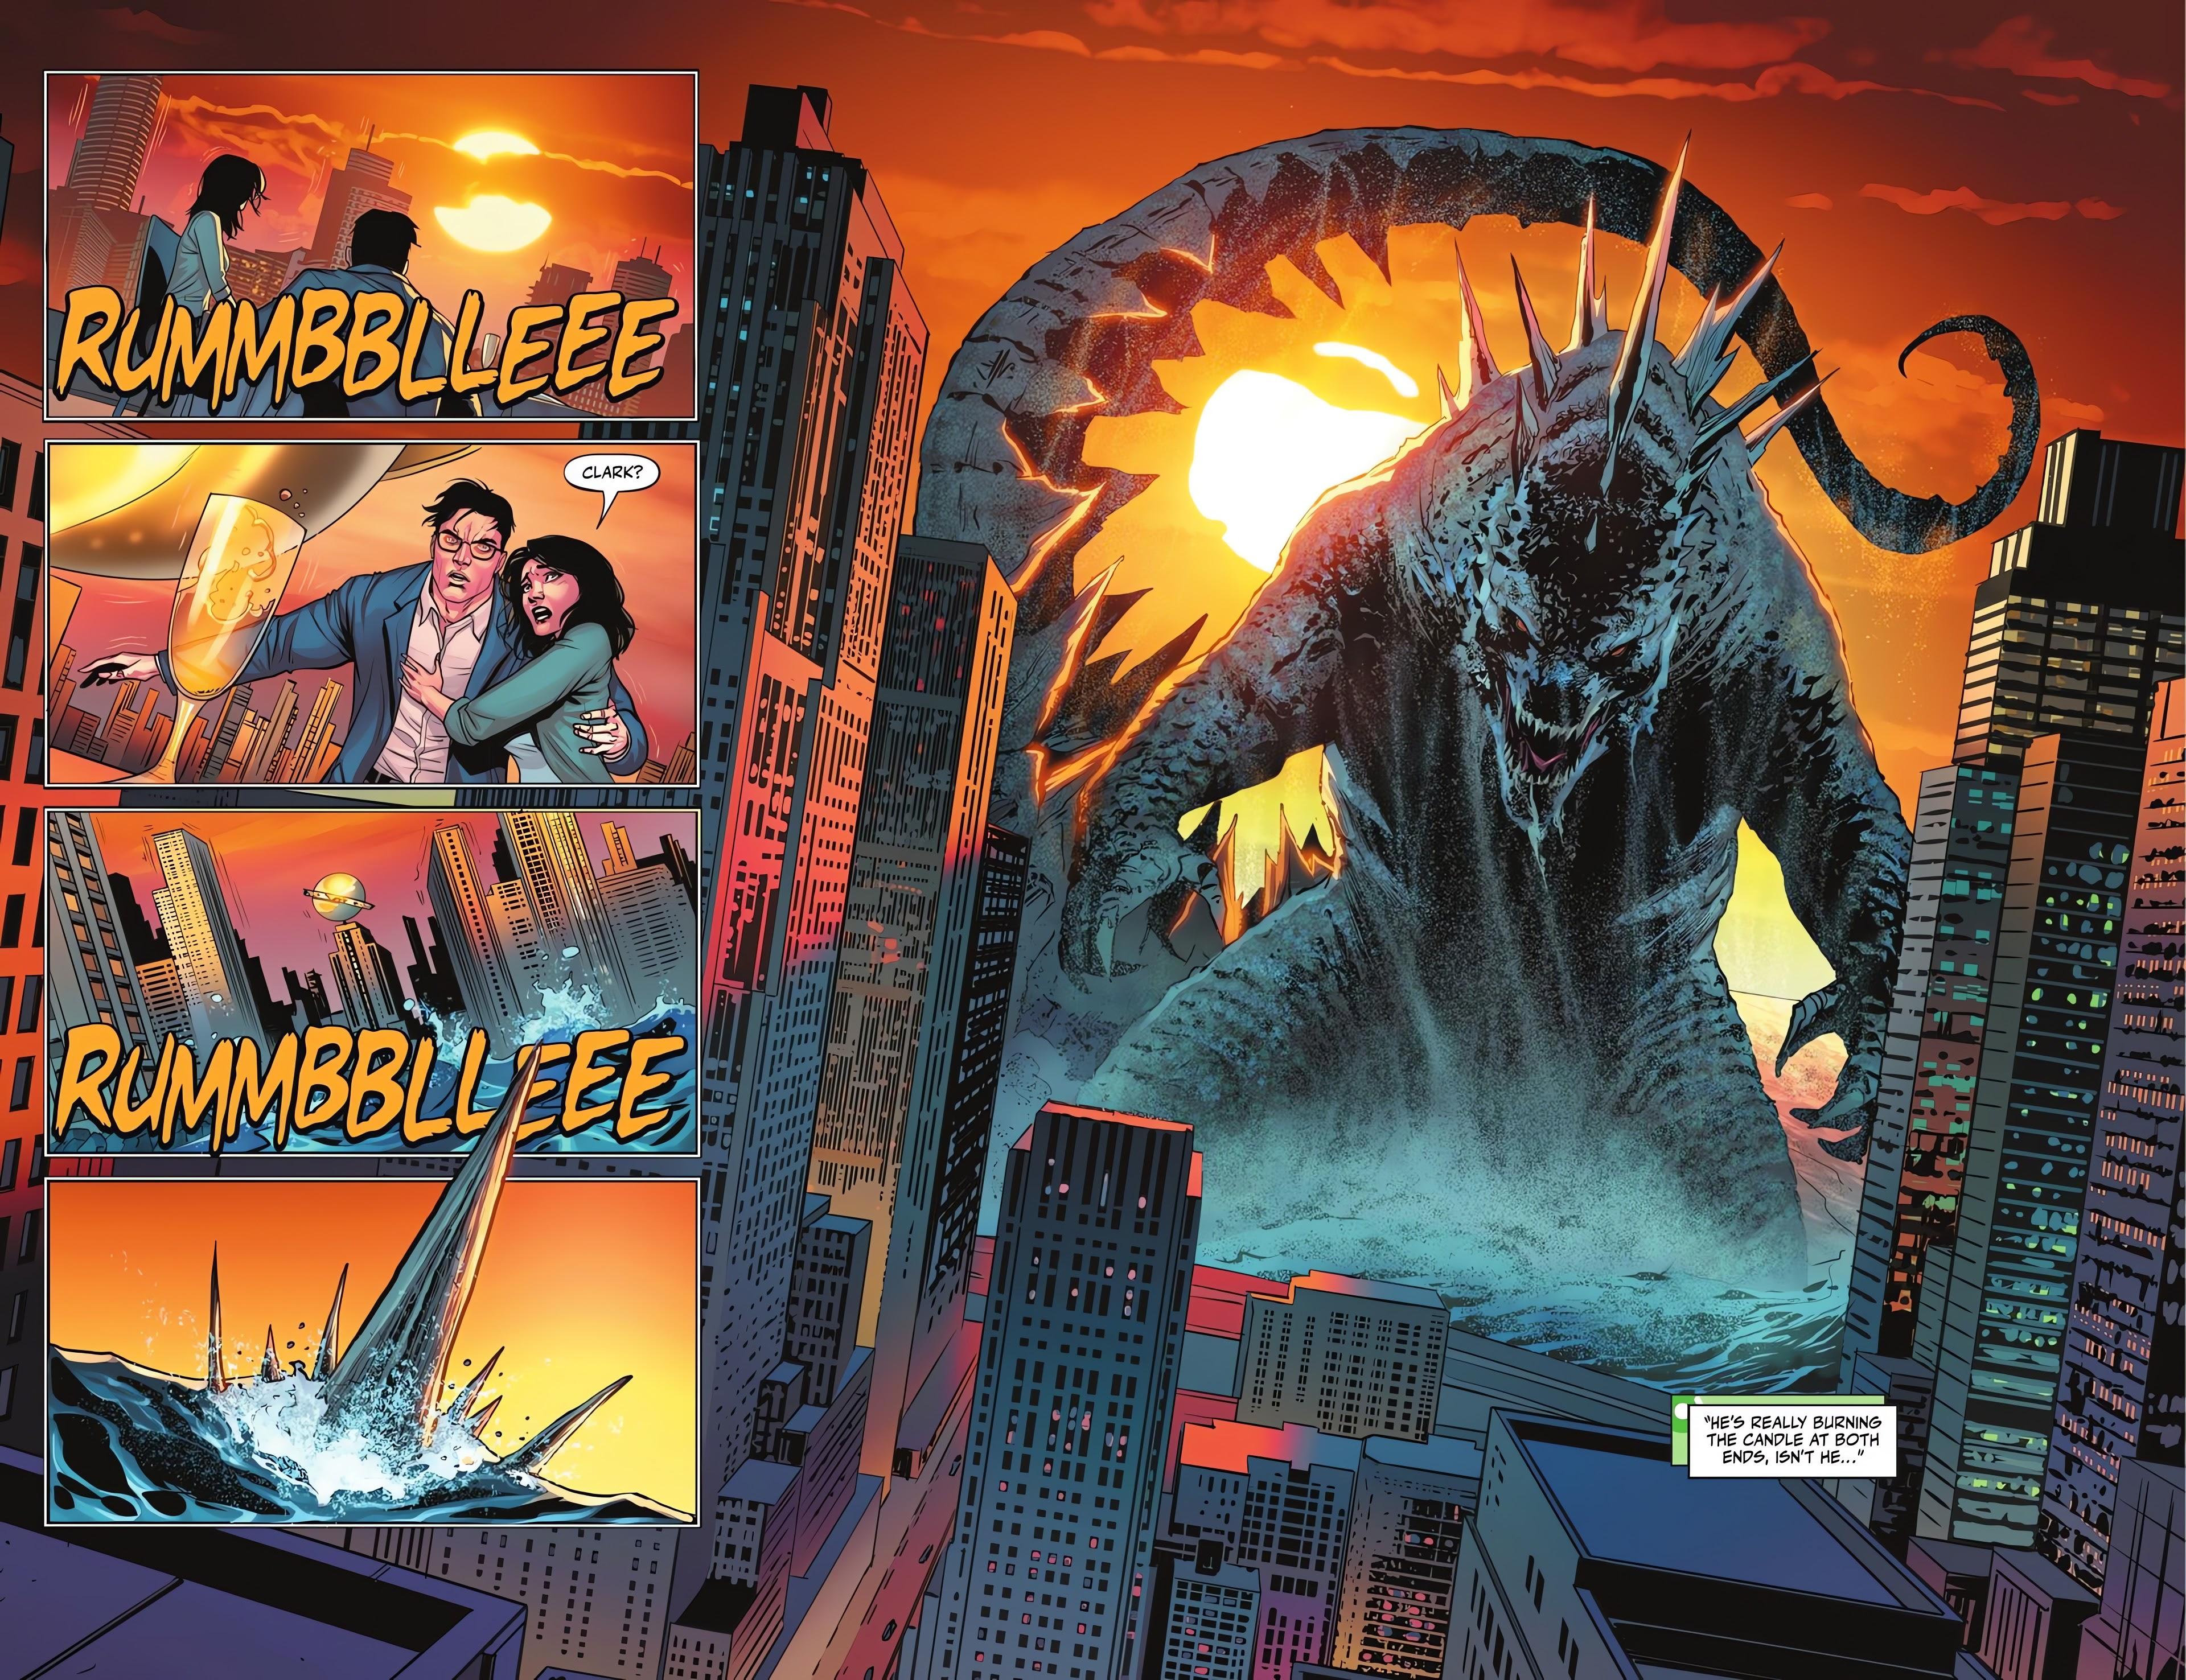 RUMMBBLLEEE
CLARK?
RUMMBBLLEEE
"HE'S REALLY BURNING
THE CANDLE AT BOTH
ENDS, ISN'T HE..."